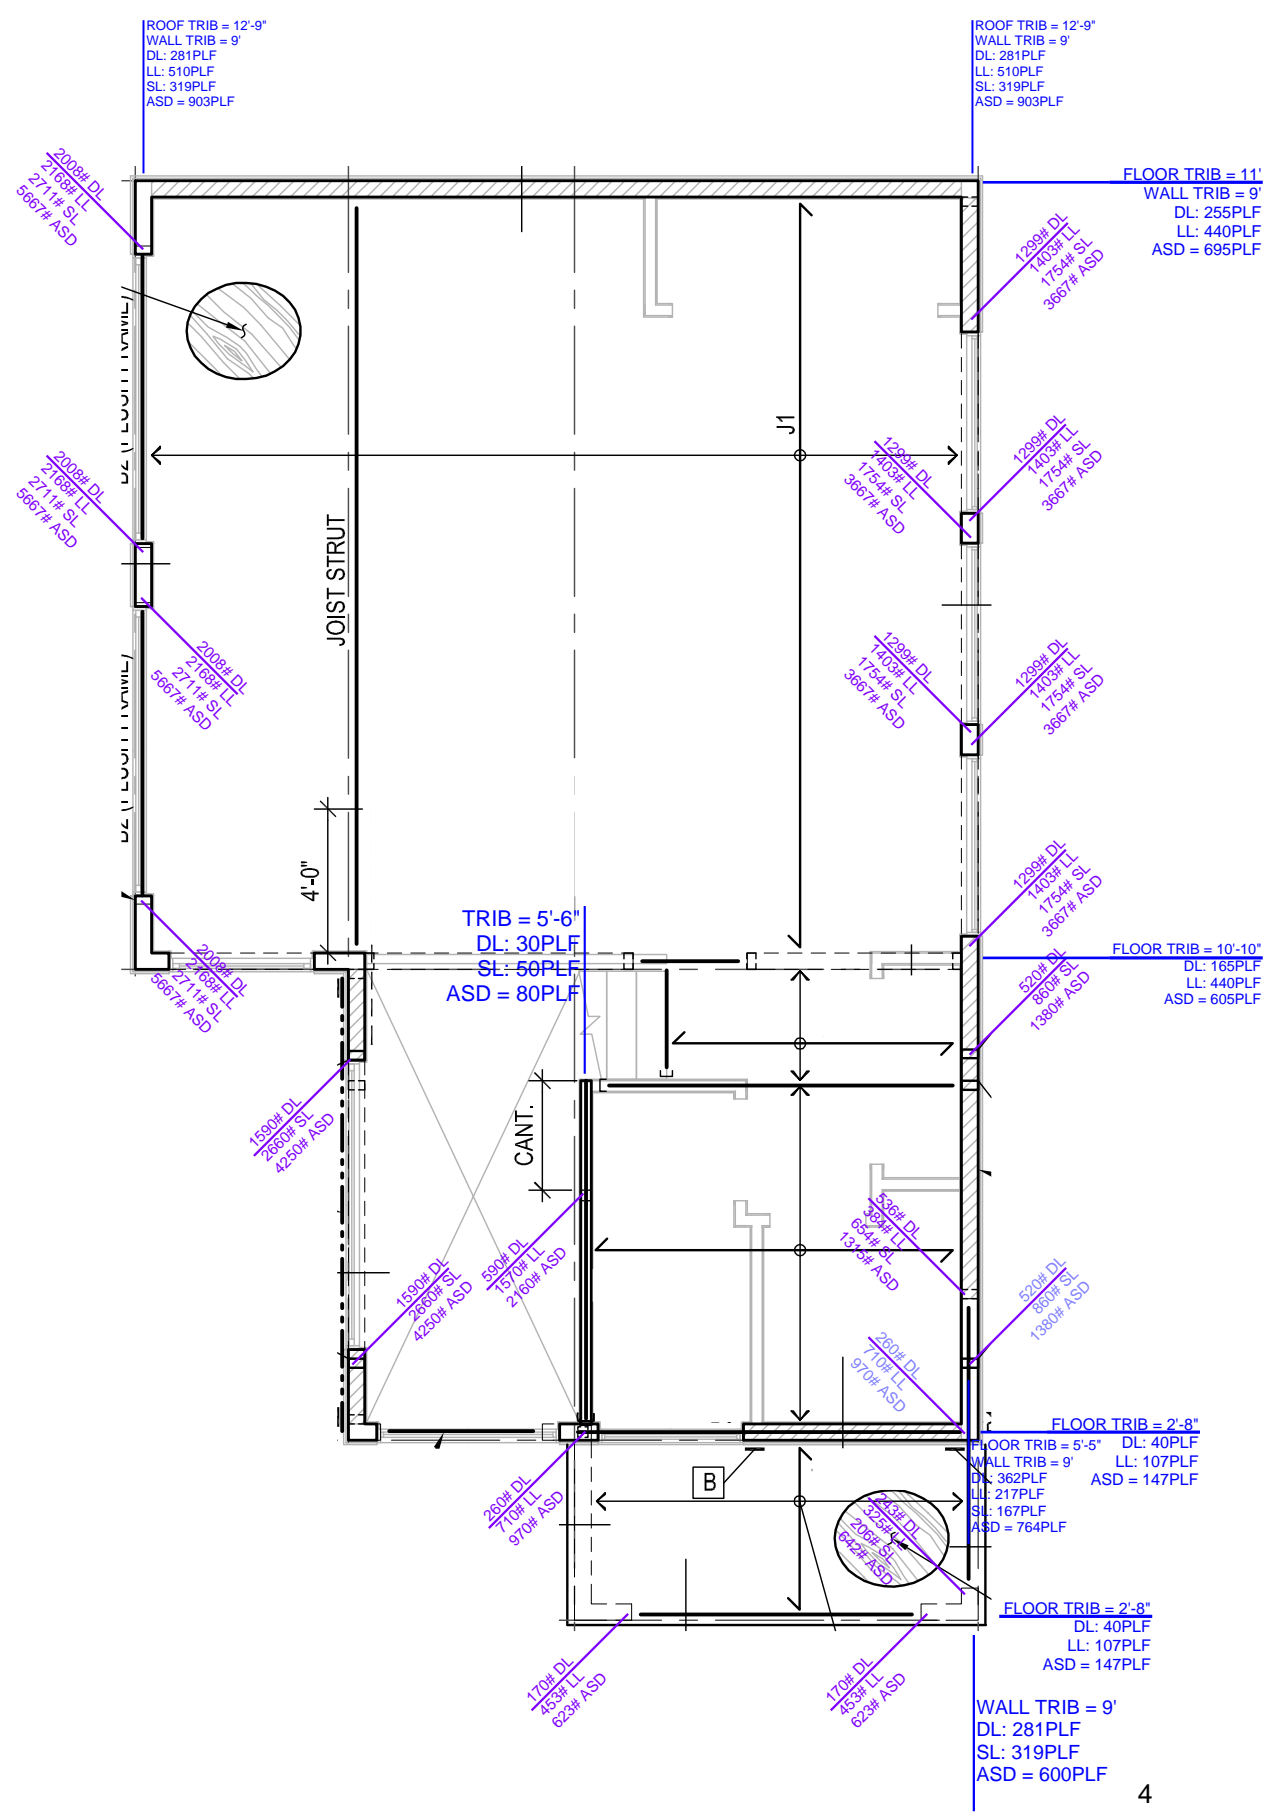 ROOF TRIB = 12'-9"
WALL TRIB = 9'
DL: 281PLF
LL: 510PLF
SL: 319PLF
ASD = 903PLF
ROOF TRIB = 12'-9"
WALL TRIB = 9'
DL: 281PLF
LL: 510PLF
SL: 319PLF
ASD = 903PLF
FLOOR TRIB = 11'
WALL TRIB = 9'
DL: 255PLF
LL: 440PLF
ASD = 695PLF
2008# DL
2168# LL
2711# SL
5667# ASD
1299# DL
1403# LL
1754# SL
3667# ASD
J1
2008# DL
2168# LL
2711# SL
5667# ASD
1299# DL
1403# LL
1754# SL
3667# ASD
1299# DL
1403# LL
1754# SL
3667# ASD
JOIST STRUT
2008# DL
2168# LL
2711# SL
5667# ASD
1299# DL
1403# LL
1754# SL
3667# ASD
1299# DL
1403# LL
1754# SL
3667# ASD
4'-0"
1299# DL
1403# LL
1754# SL
3667# ASD
TRIB = 5'-6"
DL: 30PLF
SL: 50PLF
ASD = 80PLF
2008# DL
2168# LL
2711# SL
5667# ASD
520# DL
860# SL
1380# ASD
FLOOR TRIB = 10'-10"
DL: 165PLF
LL: 440PLF
ASD = 605PLF
CANT.
1590# DL
2660# SL
4250# ASD
536# DL
384# LL
654# SL
1315# ASD
1590# DL
2660# SL
4250# ASD
590# DL
1570# LL
2160# ASD
520# DL
860# SL
1380# ASD
260# DL
710# LL
970# ASD
FLOOR TRIB = 2'-8"
DL: 40PLF
LL: 107PLF
ASD = 147PLF
FLOOR TRIB = 5'-5"
WALL TRIB = 9'
DL: 362PLF
LL: 217PLF
SL: 167PLF
ASD = 764PLF
B
260# DL
710# LL
970# ASD
243# DL
325# LL
206# SL
642# ASD
FLOOR TRIB = 2'-8"
DL: 40PLF
LL: 107PLF
ASD = 147PLF
170# DL
453# LL
623# ASD
170# DL
453# LL
623# ASD
WALL TRIB = 9'
DL: 281PLF
SL: 319PLF
ASD = 600PLF
4